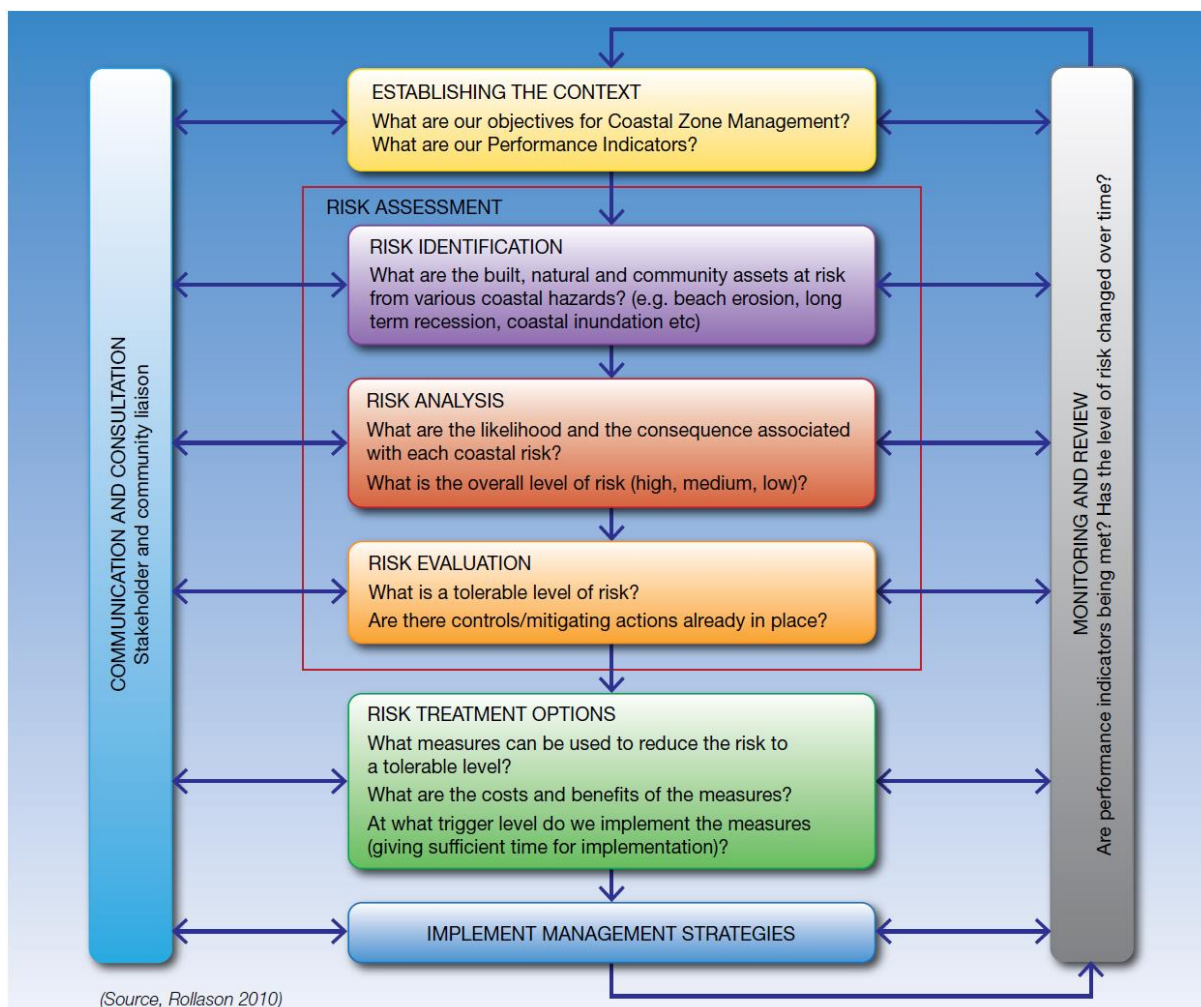 ESTABLISHING THE CONTEXT
What are our objectives for Coastal Zone Management?
What are our Performance Indicators?
RISK ASSESSMENT
RISK IDENTIFICATION
What are the built, natural and community assets at risk
from various coastal hazards? (e.g. beach erosion, long
term recession, coastal inundation etc)
RISK ANALYSIS
What are the likelihood and the consequence associated
with each coastal risk?
What is the overall level of risk (high, medium, low)?
RISK EVALUATION
What is a tolerable level of risk?
Are there controls/mitigating actions already in place?
RISK TREATMENT OPTIONS
What measures can be used to reduce the risk to
a tolerable level?
What are the costs and benefits of the measures?
At what trigger level do we implement the measures
(giving sufficient time for implementation)?
IMPLEMENT MANAGEMENT STRATEGIES
COMMUNICATION AND CONSULTATION
Stakeholder and community liaison
MONITORING AND REVIEW
Are performance indicators being met? Has the level of risk changed over time?
(Source, Rollason 2010)